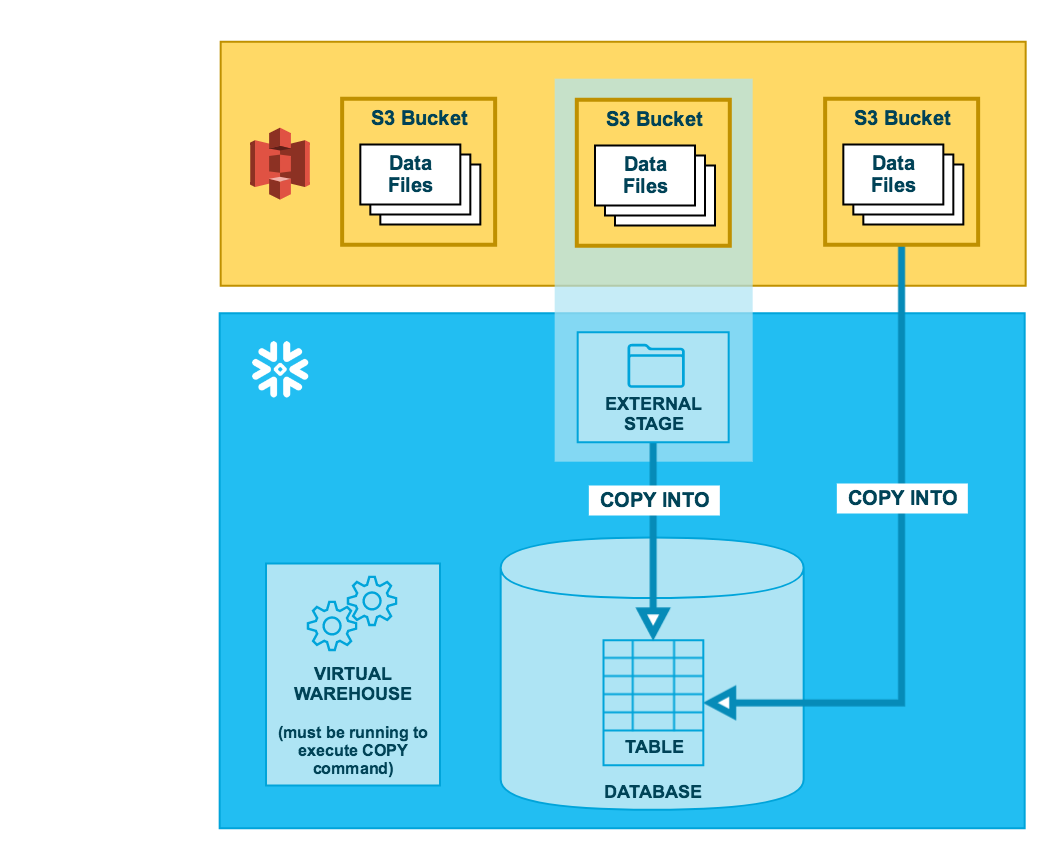 S3 Bucket
Data
Files
S3 Bucket
Data
Files
S3 Bucket
Data
Files
EXTERNAL
STAGE
COPY INTO
COPY INTO
VIRTUAL
WAREHOUSE
(must be running to
execute COPY
command)
TABLE
DATABASE